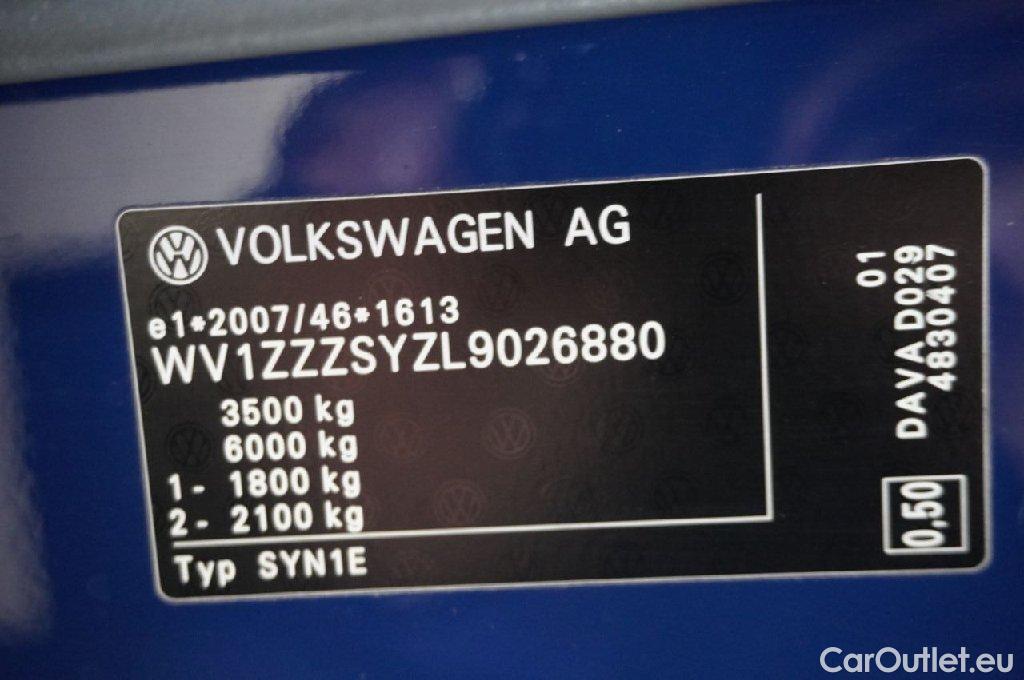 VOLKSWAGEN AG
e1*2007/46*1613
WV1ZZZSYZL9026880
3500 kg
6000 kg
1- 1800 kg
2- 2100 kg
Typ SYN1E
01
DAVA D029
4830407
0,50
CarOutlet.eu